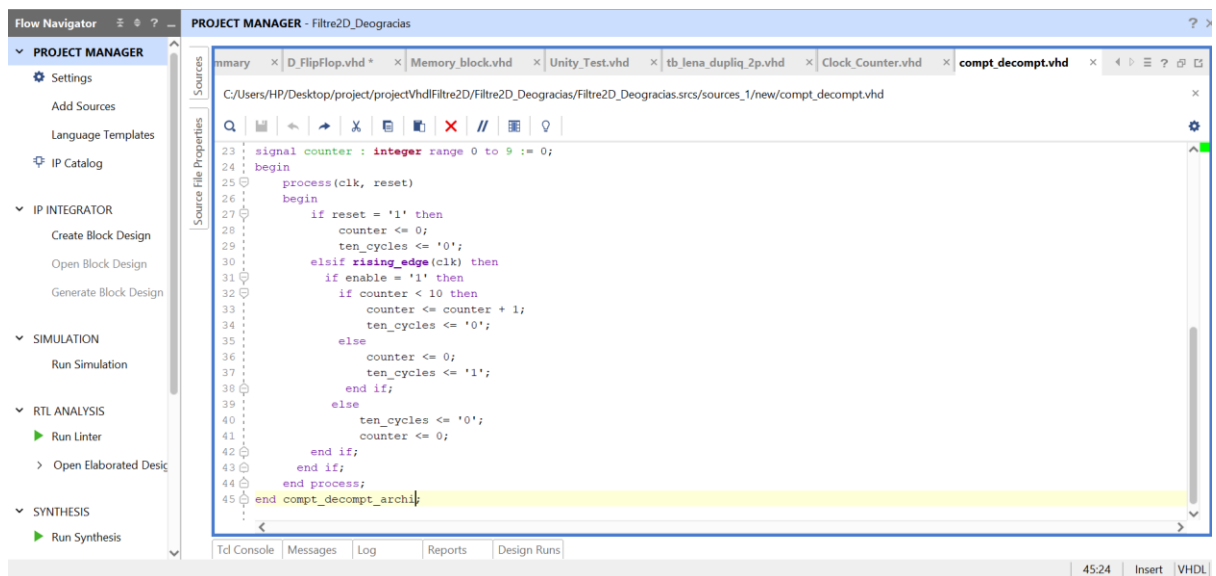 Flow Navigator ? _
PROJECT MANAGER - Filtre2D_Deogracias ? ×
PROJECT MANAGER
Settings
Add Sources
Language Templates
IP Catalog
IP INTEGRATOR
Create Block Design
Open Block Design
Generate Block Design
SIMULATION
Run Simulation
RTL ANALYSIS
Run Linter
Open Elaborated Desig
SYNTHESIS
Run Synthesis
Sources
Source File Properties
mmary × D_FlipFlop.vhd * × Memory_block.vhd × Unity_Test.vhd × tb_lena_dupliq_2p.vhd × Clock_Counter.vhd × compt_decompt.vhd × ?
C:/Users/HP/Desktop/project/projectVhdlFiltre2D/Filtre2D_Deogracias/Filtre2D_Deogracias.srcs/sources_1/new/compt_decompt.vhd ×
23 signal counter : integer range 0 to 9 := 0;
24 begin
25 process(clk, reset)
26 begin
27 if reset = '1' then
28 counter <= 0;
29 ten_cycles <= '0';
30 elsif rising_edge(clk) then
31 if enable = '1' then
32 if counter < 10 then
33 counter <= counter + 1;
34 ten_cycles <= '0';
35 else
36 counter <= 0;
37 ten_cycles <= '1';
38 end if;
39 else
40 ten_cycles <= '0';
41 counter <= 0;
42 end if;
43 end if;
44 end process;
45 end compt_decompt_archi;
Tcl Console Messages Log Reports Design Runs
45:24 Insert VHDL